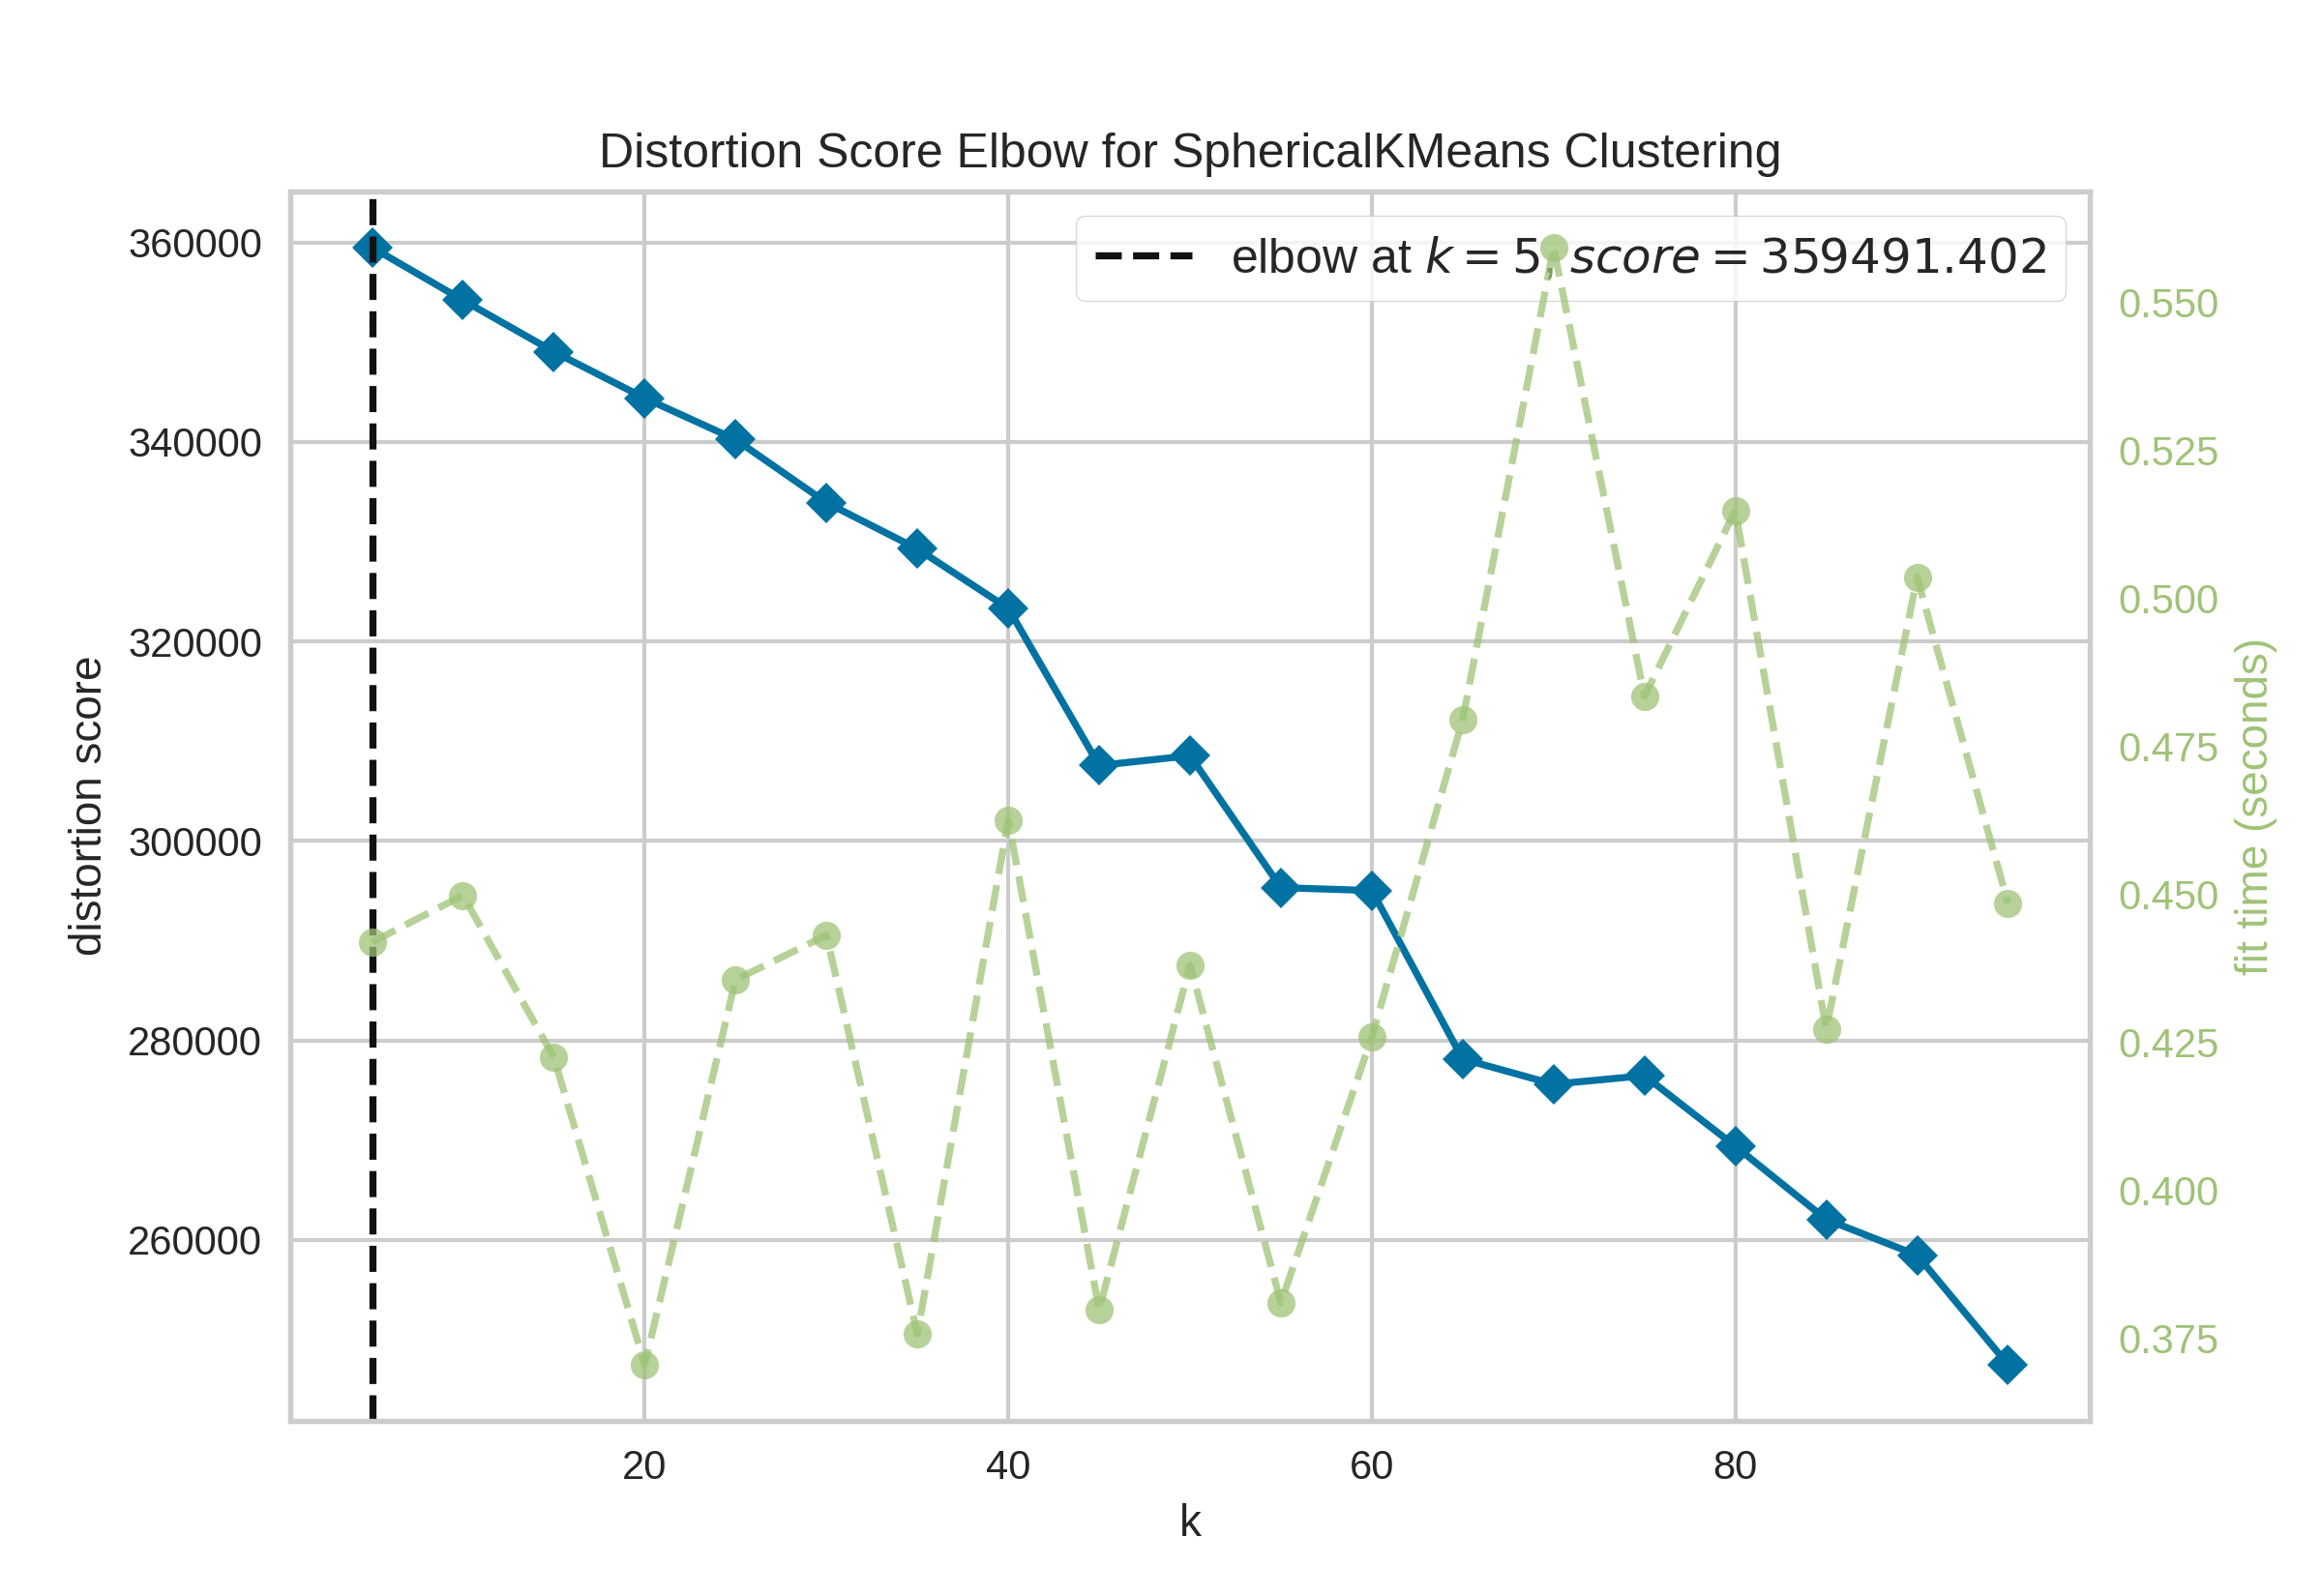 Distortion Score Elbow for SphericalKMeans Clustering
elbow at k = 5, score = 359491.402
distortion score
360000
340000
320000
300000
280000
260000
0.550
0.525
0.500
0.475
0.450
0.425
0.400
0.375
fit time (seconds)
20 40 60 80
k